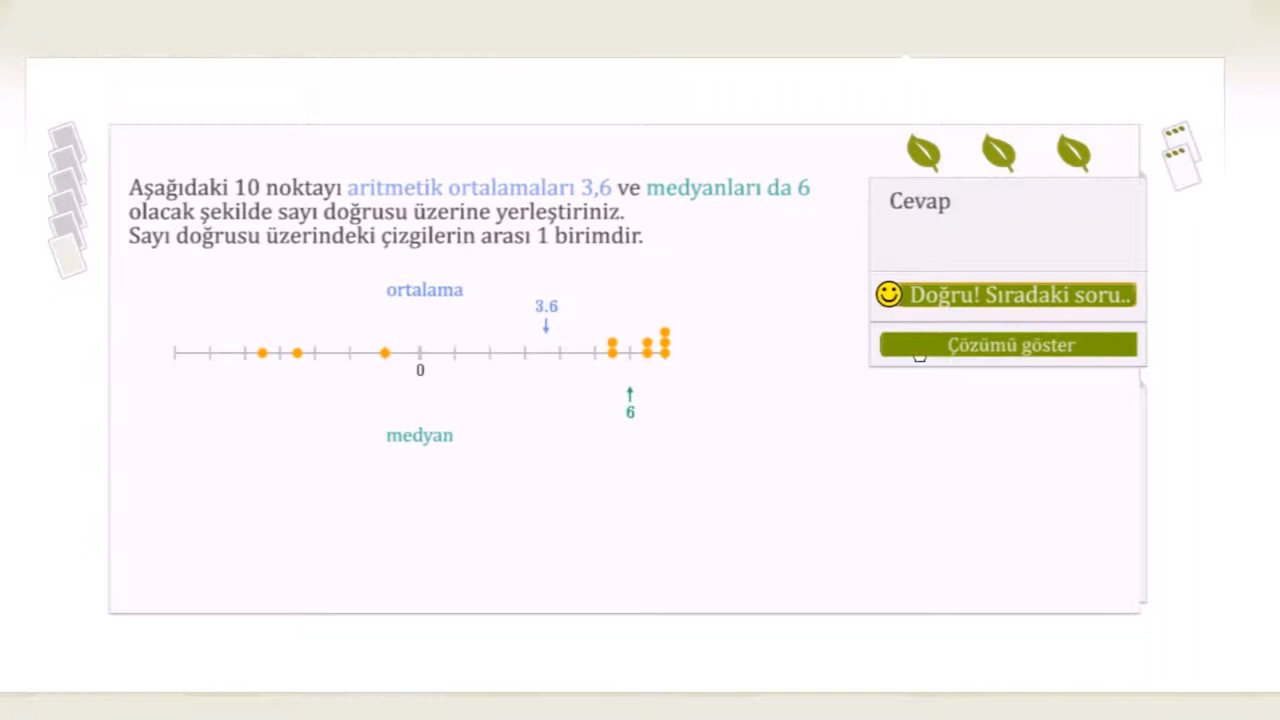 Aşağıdaki 10 noktayı aritmetik ortalamaları 3,6 ve medyanları da 6
olacak şekilde sayı doğrusu üzerine yerleştiriniz.
Sayı doğrusu üzerindeki çizgilerin arası 1 birimdir.
ortalama
3.6
0
6
medyan
Cevap
Doğru! Sıradaki soru..
Çözümü göster